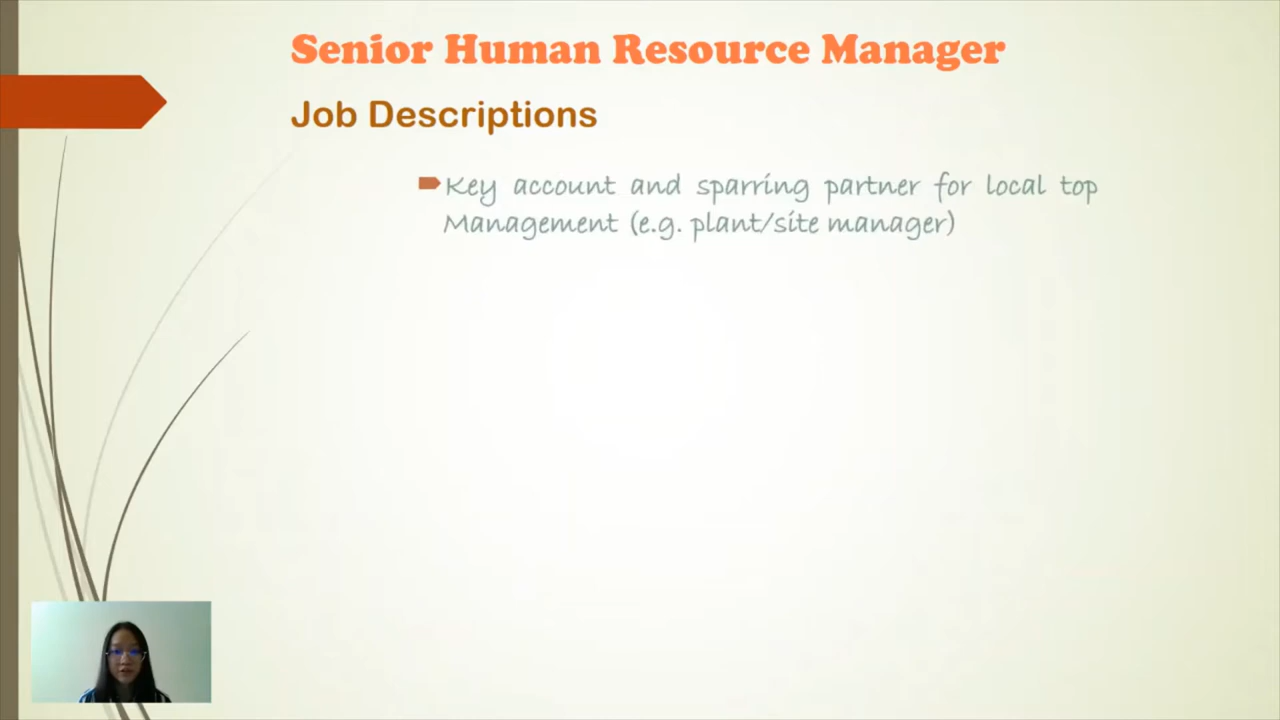 Senior Human Resource Manager
Job Descriptions
Key account and sparring partner for local top
Management (e.g. plant/site manager)